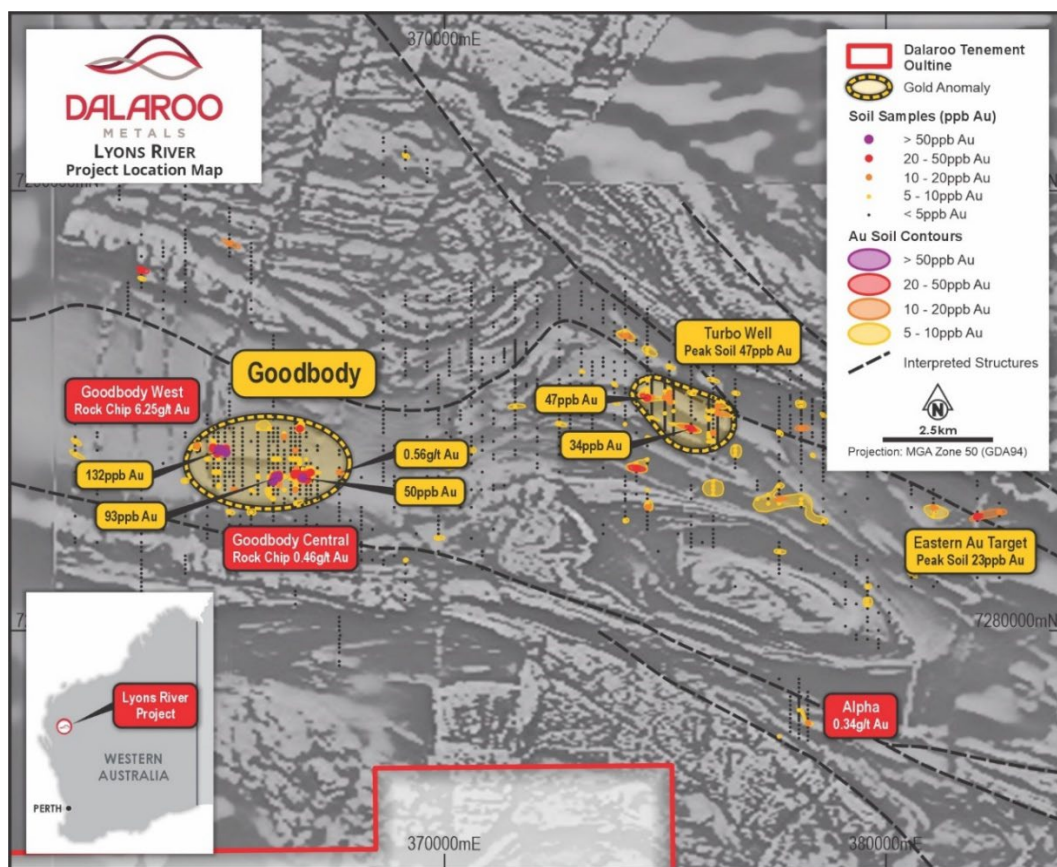 DALAROO
METALS
LYONS RIVER
Project Location Map
370000mE
Dalaroo Tenement
Oultine
Gold Anomaly
Soil Samples (ppb Au)
> 50ppb Au
20 - 50ppb Au
10 - 20ppb Au
5 - 10ppb Au
< 5ppb Au
Au Soil Contours
> 50ppb Au
20 - 50ppb Au
10 - 20ppb Au
5 - 10ppb Au
Interpreted Structures
N
2.5km
Projection: MGA Zone 50 (GDA94)
Turbo Well
Peak Soil 47ppb Au
Goodbody
Goodbody West
Rock Chip 6.25g/t Au
47ppb Au
34ppb Au
0.56g/t Au
132ppb Au
50ppb Au
93ppb Au
Goodbody Central
Rock Chip 0.46g/t Au
Eastern Au Target
Peak Soil 23ppb Au
7280000mN
Lyons River
Project
WESTERN
AUSTRALIA
PERTH
Alpha
0.34g/t Au
370000mE
380000mE